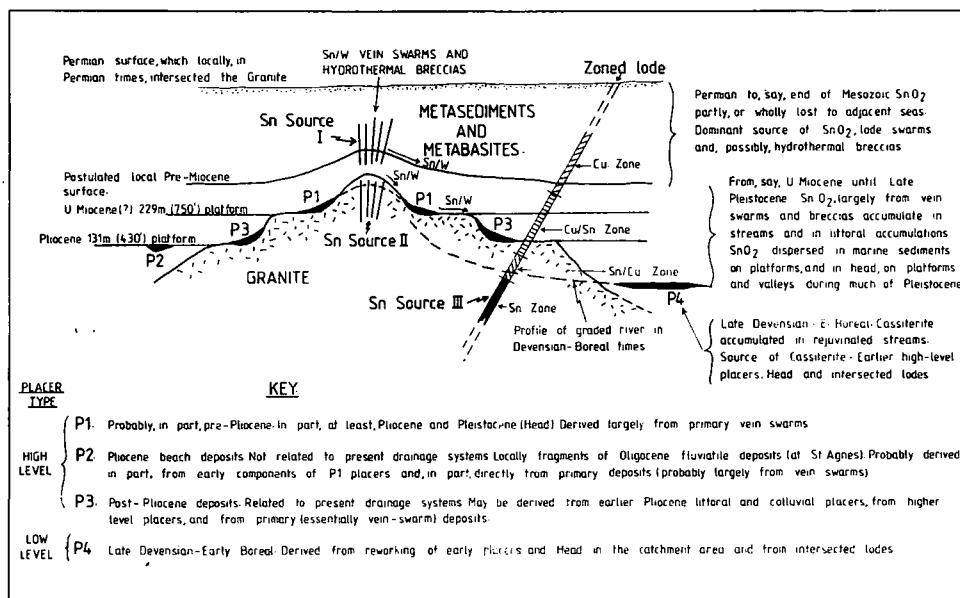 Permian surface, which locally, in
Permian times, intersected the Granite
Sn/W VEIN SWARMS AND
HYDROTHERMAL BRECCIAS
Zoned lode
Sn Source
I
METASEDIMENTS
AND
METABASITES
Sn/W
Cu Zone
Permian to, say, end of Mesozoic SnO2
partly, or wholly lost to adjacent seas.
Dominant source of SnO2, lode swarms
and, possibly, hydrothermal breccias
Postulated local Pre-Miocene
surface.
U Miocene(?) 229m (750') platform
Pliocene 131m (430') platform
P1
Sn/W
P1
Sn/W
P3
P3
P2
Sn Source II
GRANITE
Cu/Sn Zone
Sn/Cu Zone
Sn Source III
Sn Zone
P4
Profile of graded river in
Devensian-Boreal times
From, say, U Miocene until Late
Pleistocene SnO2, largely from vein
swarms and breccias accumulate in
streams and in littoral accumulations
SnO2 dispersed in marine sediments
on platforms, and in head, on platforms
and valleys during much of Pleistocene
Late Devensian - E. Boreal. Cassiterite
accumulated in rejuvinated streams.
Source of Cassiterite - Earlier high-level
placers. Head and intersected lodes
PLACER
TYPE
KEY
HIGH
LEVEL
P1. Probably, in part, pre-Pliocene. In part, at least, Pliocene and Pleistocene (Head) Derived largely from primary vein swarms
P2. Pliocene beach deposits Not related to present drainage systems Locally fragments of Oligocene fluviatile deposits (at St Agnes). Probably derived
in part, from early components of P1 placers and, in part, directly from primary deposits (probably largely from vein swarms)
P3. Post-Pliocene deposits. Related to present drainage systems May be derived from earlier Pliocene littoral and colluvial placers, from higher
level placers, and from primary (essentially vein-swarm) deposits.
LOW
LEVEL
P4 Late Devensian-Early Boreal. Derived from reworking of early placers and Head in the catchment area and from intersected lodes